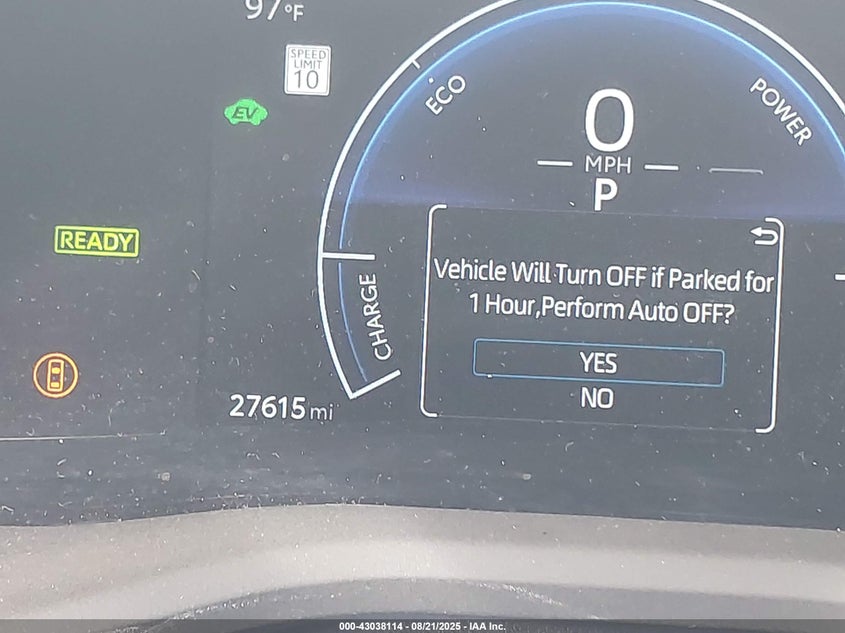 97°F
SPEED
LIMIT
10
EV
ECO
POWER
0
MPH
P
READY
Vehicle Will Turn OFF if Parked for
1 Hour,Perform Auto OFF?
CHARGE
YES
NO
27615 mi
000-43038114 - 08/21/2025 - IAA Inc.